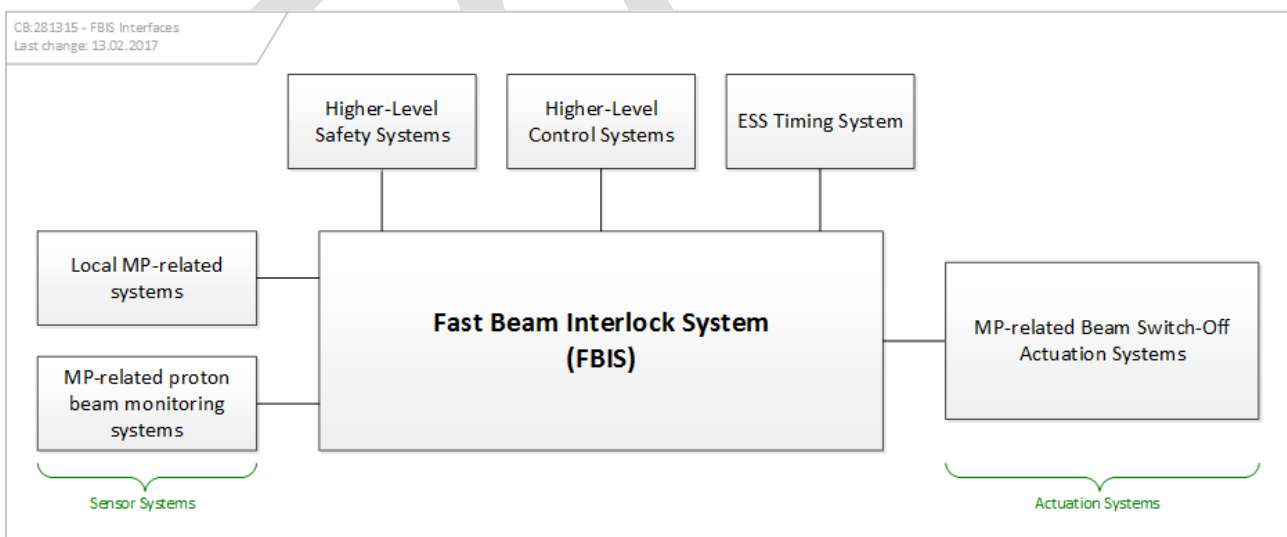 CB:281315 - FBIS Interfaces
Last change: 13.02.2017
Higher-Level
Safety Systems
Higher-Level
Control Systems
ESS Timing System
Local MP-related
systems
Fast Beam Interlock System
(FBIS)
MP-related Beam Switch-Off
Actuation Systems
MP-related proton
beam monitoring
systems
Sensor Systems
Actuation Systems